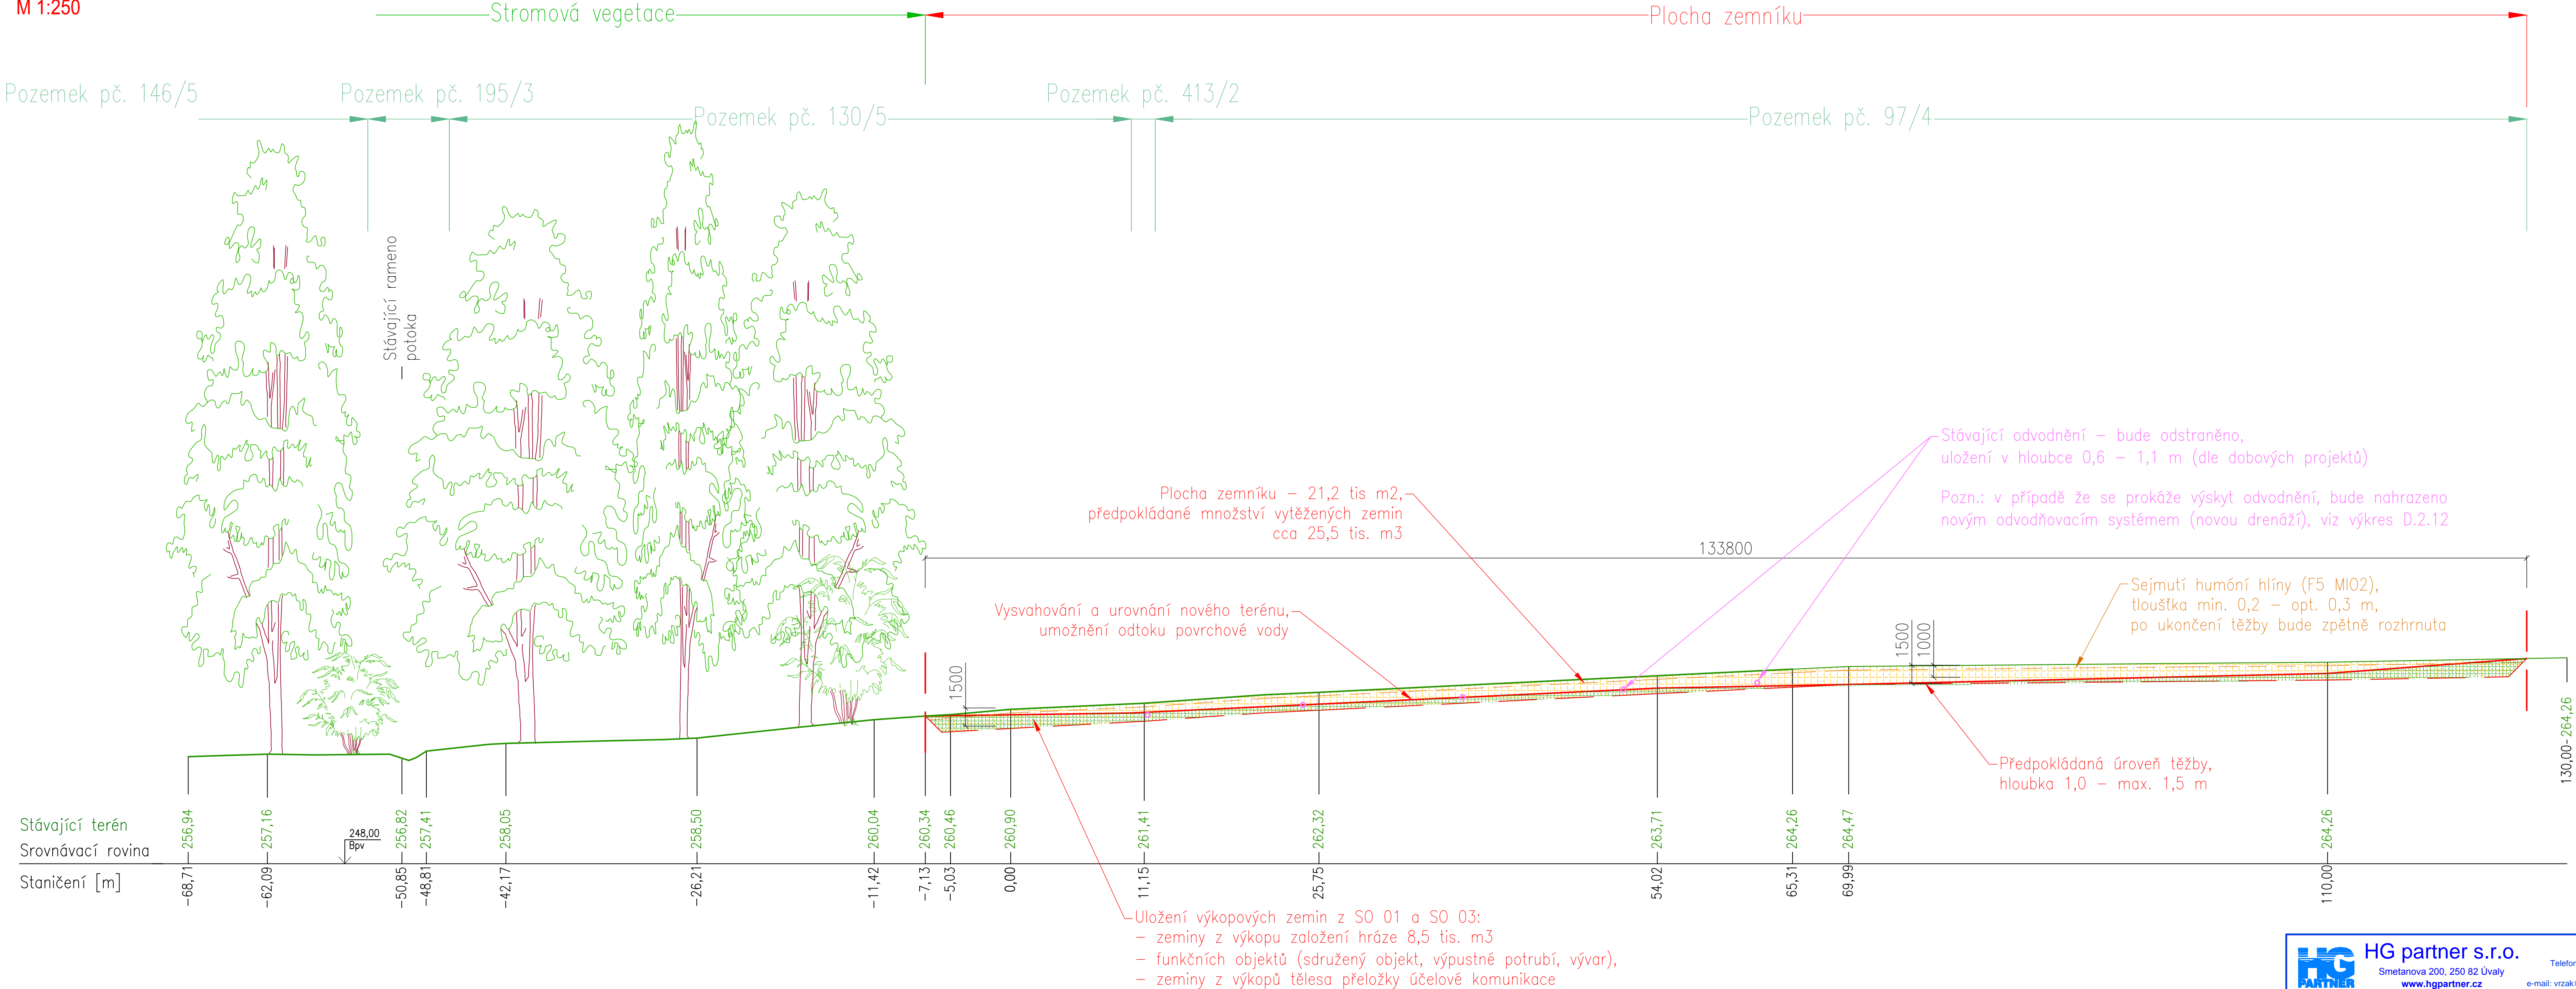 M 1:250
Stromová vegetace
Plocha zemníku
Pozemek pč. 146/5
Pozemek pč. 195/3
Pozemek pč. 130/5
Pozemek pč. 413/2
Pozemek pč. 97/4
Stávající rameno
potoka
Stávající odvodnění – bude odstraněno,
uložení v hloubce 0,6 – 1,1 m (dle dobových projektů)
Pozn.: v případě že se prokáže výskyt odvodnění, bude nahrazeno
novým odvodňovacím systémem (novou drenáží), viz výkres D.2.12
Plocha zemníku – 21,2 tis m2,
předpokládané množství vytěžených zemin
cca 25,5 tis. m3
133800
Sejmutí humóní hlíny (F5 MIO2),
tloušťka min. 0,2 – opt. 0,3 m,
po ukončení těžby bude zpětně rozhrnuta
Vysvahování a urovnání nového terénu,
umožnění odtoku povrchové vody
1500
1500
1000
Předpokládaná úroveň těžby,
hloubka 1,0 – max. 1,5 m
Stávající terén
256,94
257,16
256,82
257,41
258,05
258,50
260,04
260,34
260,46
260,90
261,41
262,32
263,71
264,26
264,47
264,26
264,26
248,00
Bpv
Srovnávací rovina
Staničení [m]
-68,71
-62,09
-50,85
-48,81
-42,17
-26,21
-11,42
-7,13
-5,03
0,00
11,15
25,75
54,02
65,31
69,99
110,00
130,00
Uložení výkopových zemin z SO 01 a SO 03:
– zeminy z výkopu založení hráze 8,5 tis. m3
– funkčních objektů (sdružený objekt, výpustné potrubí, vývar),
– zeminy z výkopů tělesa přeložky účelové komunikace
HG
PARTNER
HG partner s.r.o.
Smetanova 200, 250 82 Úvaly
www.hgpartner.cz
Telefon
e-mail: vrzak